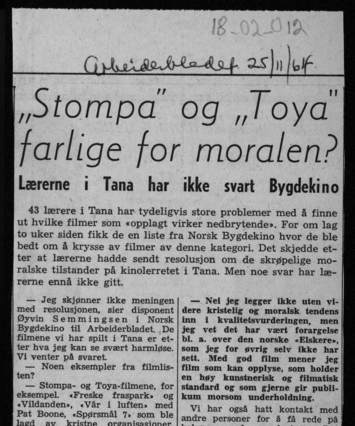 18-02-012
Arbeiderbladet 25/11/64.
„Stompa” og „Toya”
farlige for moralen?
Lærerne i Tana har ikke svart Bygdekino
43 lærere i Tana har tydeligvis store problemer med å finne
ut hvilke filmer som «opplagt virker nedbrytende». For om lag
to uker siden fikk de en liste fra Norsk Bygdekino hvor de ble
bedt om å krysse av filmer av denne kategori. Det skjedde et-
ter at lærerne hadde sendt resolusjon om de skrøpelige mo-
ralske tilstander på kinolerretet i Tana. Men noe svar har læ-
rerne ennå ikke gitt.
— Jeg skjønner ikke meningen
med resolusjonen, sier disponent
Øyvin Semmingsen i Norsk
Bygdekino til Arbeiderbladet. De
filmene vi har spilt i Tana er et-
ter hva jeg kan se svært harmløse.
Vi venter på svaret.
— Noen eksempler fra filmlis-
ten?
— Stompa- og Toya-filmene, for
eksempel. «Freske fraspark» og
«Vildanden», «Vår i luften» med
Pat Boone, «Spørsmål 7» som ble
lagd av kristne organisasjoner
— Nei jeg legger ikke uten vi-
dere kristelig og moralsk tendens
inn i kvalitetsvurderingen, men
jeg vet det har vært forargelse
bl. a. over den norske «Elskere»,
som jeg for øvrig selv ikke har
sett. Med god film mener jeg
film som kan opplyse, som holder
en høy kunstnerisk og filmatisk
standard og som gjerne gir publi-
kum morsom underholdning.
Vi har også hatt kontakt med
andre personer for å få rede på